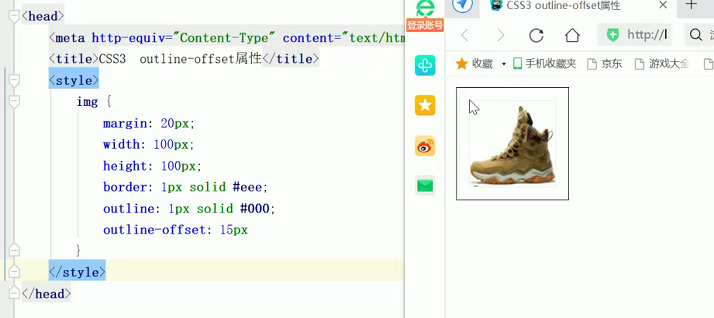 <head>
<meta http-equiv="Content-Type" content="text/htm
<title>CSS3 outline-offset属性</title>
<style>
img {
margin: 20px;
width: 100px;
height: 100px;
border: 1px solid #eee;
outline: 1px solid #000;
outline-offset: 15px
}
</style>
</head>
登录账号
CSS3 outline-offset属性
http://l
收藏 手机收藏夹 京东 游戏大全